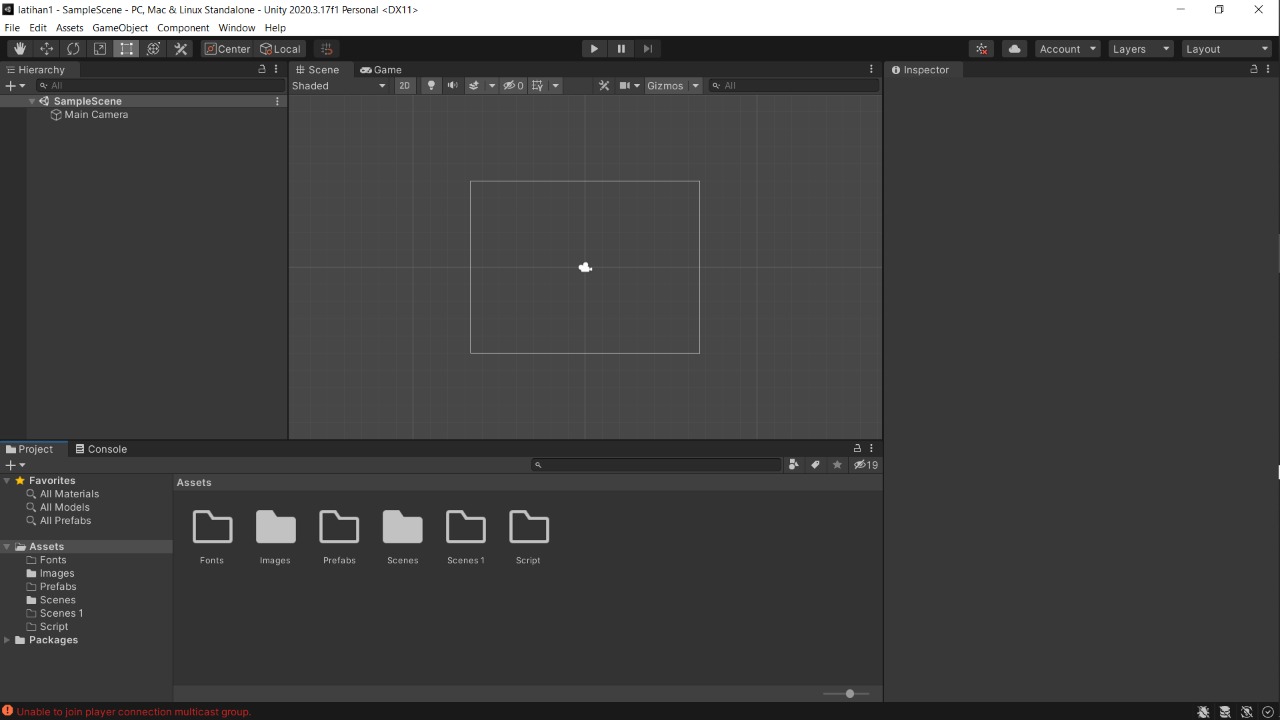 latihan1 - SampleScene - PC, Mac & Linux Standalone - Unity 2020.3.17f1 Personal <DX11>
File Edit Assets GameObject Component Window Help
Center Local Account Layers Layout
Hierarchy
All
SampleScene
Main Camera
Scene Game
Shaded 2D 0 Gizmos All
Inspector
Project Console
19
Favorites
All Materials
All Models
All Prefabs
Assets
Fonts
Images
Prefabs
Scenes
Scenes 1
Script
Packages
Assets
Fonts Images Prefabs Scenes Scenes 1 Script
Unable to join player connection multicast group.